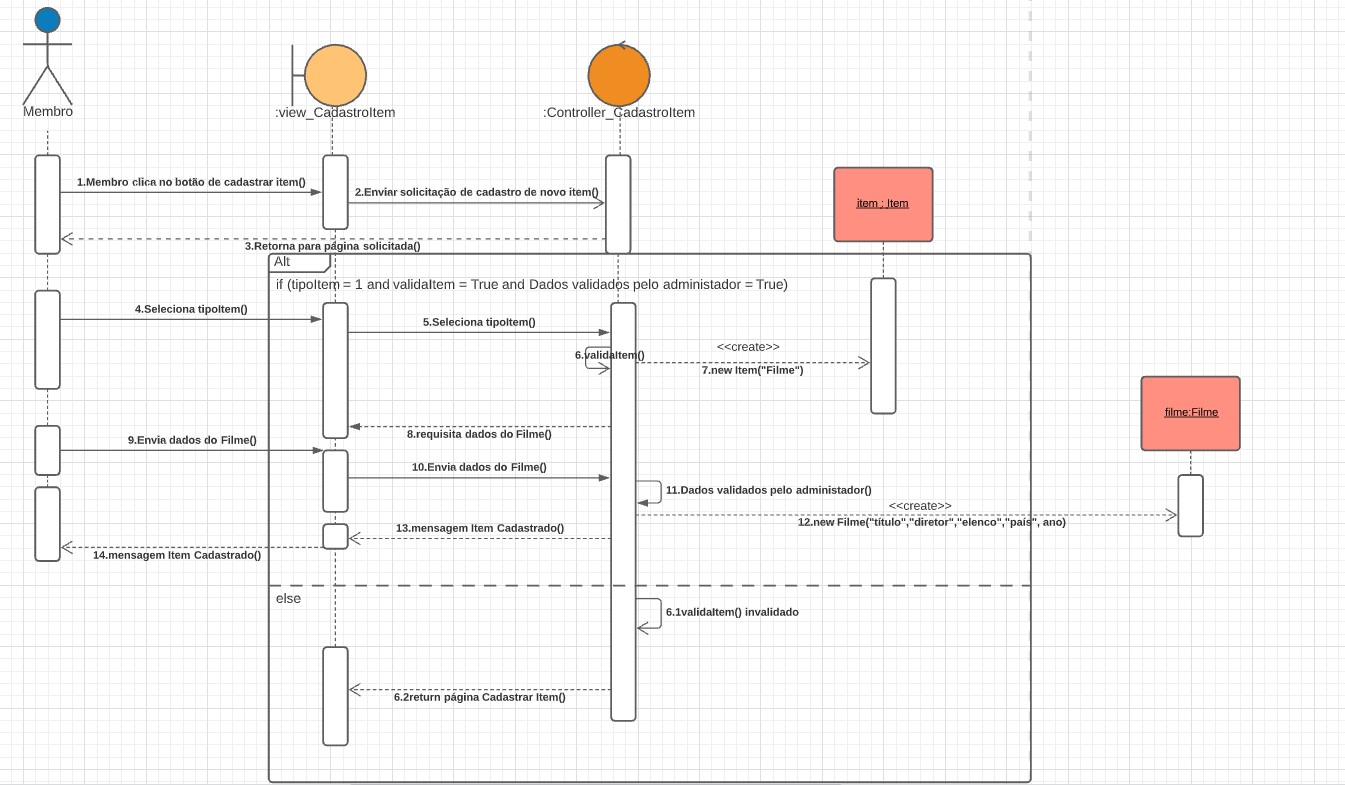 Membro
:view_CadastroItem
:Controller_CadastroItem
1.Membro clica no botão de cadastrar item()
2.Enviar solicitação de cadastro de novo item()
item : Item
3.Retorna para página solicitada()
Alt
if (tipoItem = 1 and validaItem = True and Dados validados pelo administador = True)
4.Seleciona tipoItem()
5.Seleciona tipoItem()
6.validaItem()
<<create>>
7.new Item("Filme")
filme:Filme
8.requisita dados do Filme()
9.Envia dados do Filme()
10.Envia dados do Filme()
11.Dados validados pelo administador()
<<create>>
12.new Filme("título","diretor","elenco","país", ano)
13.mensagem Item Cadastrado()
14.mensagem Item Cadastrado()
else
6.1validaItem() invalidado
6.2return página Cadastrar Item()